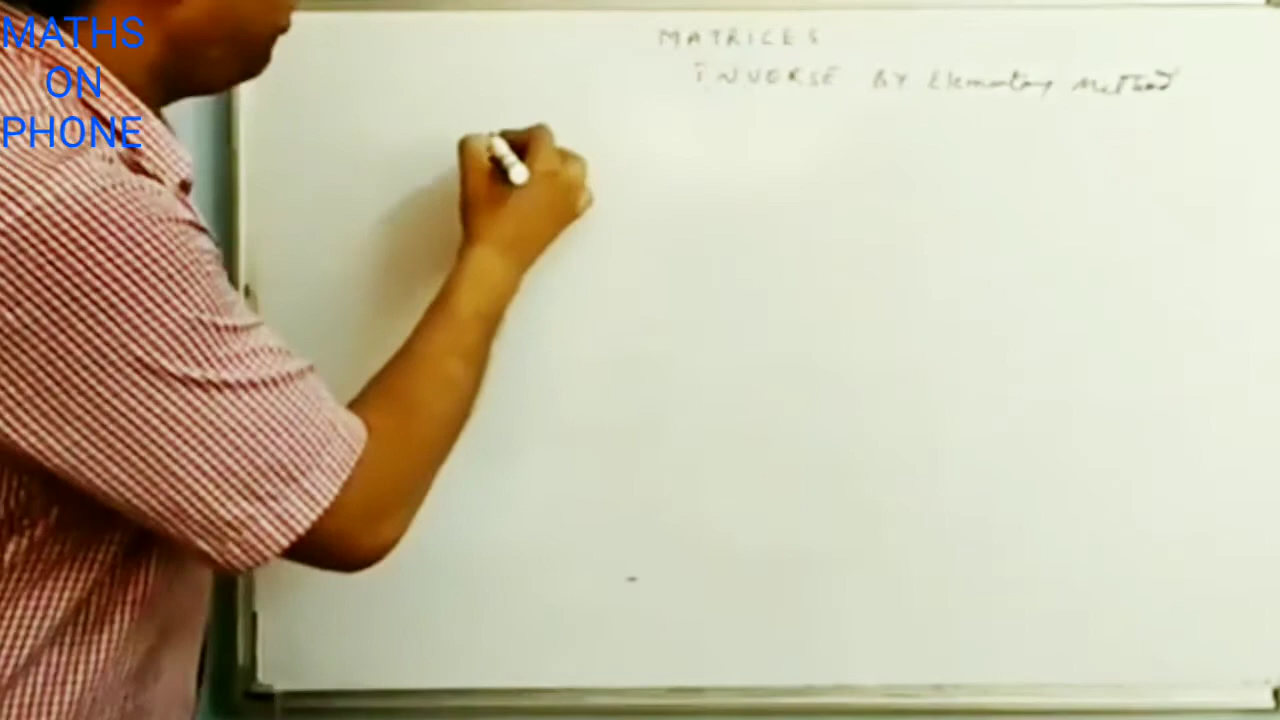 MATHS
ON
PHONE
MATRICES
INVERSE BY Elementary Method